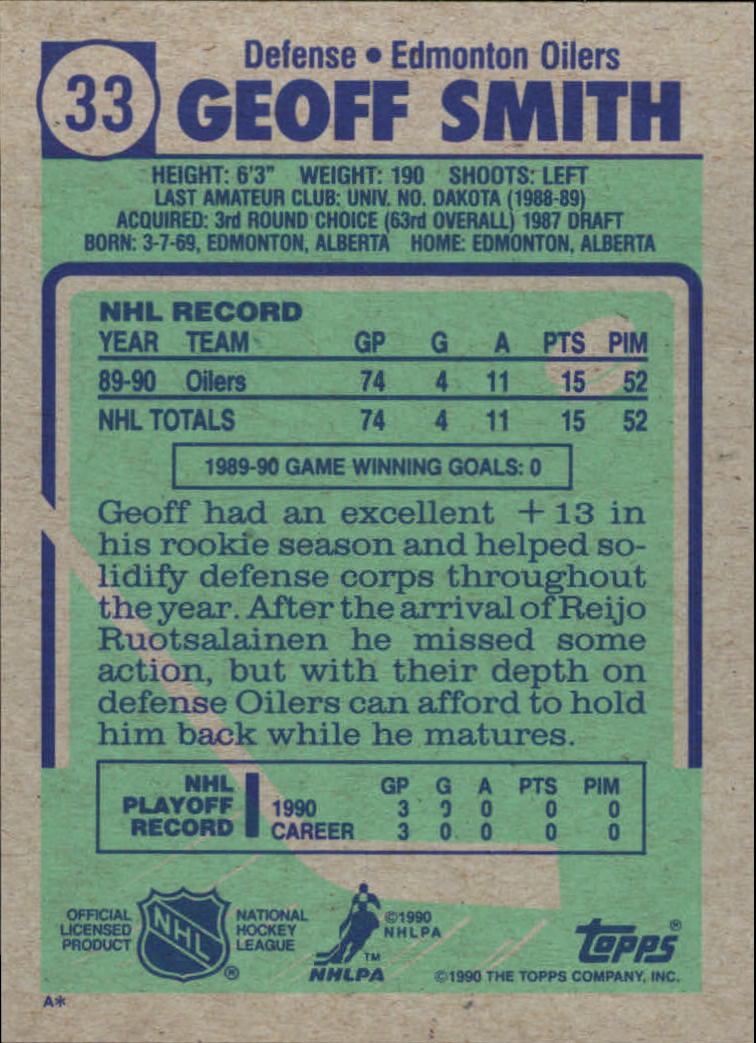 33
Defense • Edmonton Oilers
GEOFF SMITH
HEIGHT: 6'3" WEIGHT: 190 SHOOTS: LEFT
LAST AMATEUR CLUB: UNIV. NO. DAKOTA (1988-89)
ACQUIRED: 3rd ROUND CHOICE (63rd OVERALL) 1987 DRAFT
BORN: 3-7-69, EDMONTON, ALBERTA HOME: EDMONTON, ALBERTA
NHL RECORD
YEAR TEAM GP G A PTS PIM
89-90 Oilers 74 4 11 15 52
NHL TOTALS 74 4 11 15 52
1989-90 GAME WINNING GOALS: 0
Geoff had an excellent +13 in
his rookie season and helped so-
lidify defense corps throughout
the year. After the arrival of Reijo
Ruotsalainen he missed some
action, but with their depth on
defense Oilers can afford to hold
him back while he matures.
NHL PLAYOFF RECORD
GP G A PTS PIM
1990 3 0 0 0 0
CAREER 3 0 0 0 0
OFFICIAL
LICENSED
PRODUCT
NHL
®
NATIONAL
HOCKEY
LEAGUE
TM
NHLPA
©1990
NHLPA
topps®
©1990 THE TOPPS COMPANY, INC.
A*